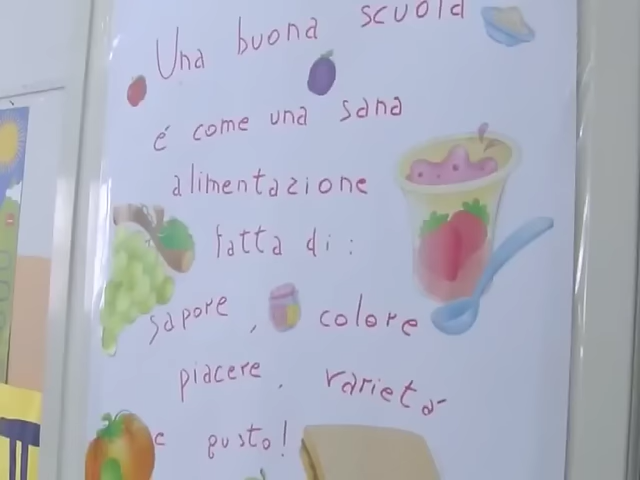 Una buona scuola
é come una sana
alimentazione
fatta di:
sapore, colore
piacere, varietà
e gusto!